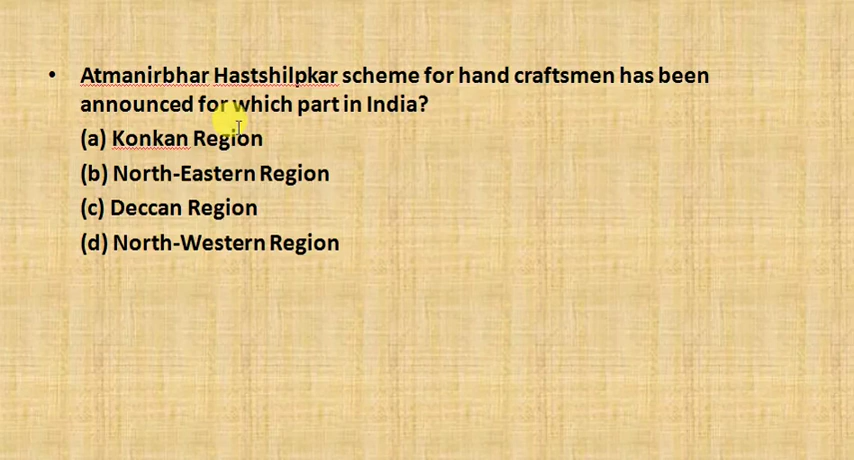 • Atmanirbhar Hastshilpkar scheme for hand craftsmen has been
announced for which part in India?
(a) Konkan Region
(b) North-Eastern Region
(c) Deccan Region
(d) North-Western Region